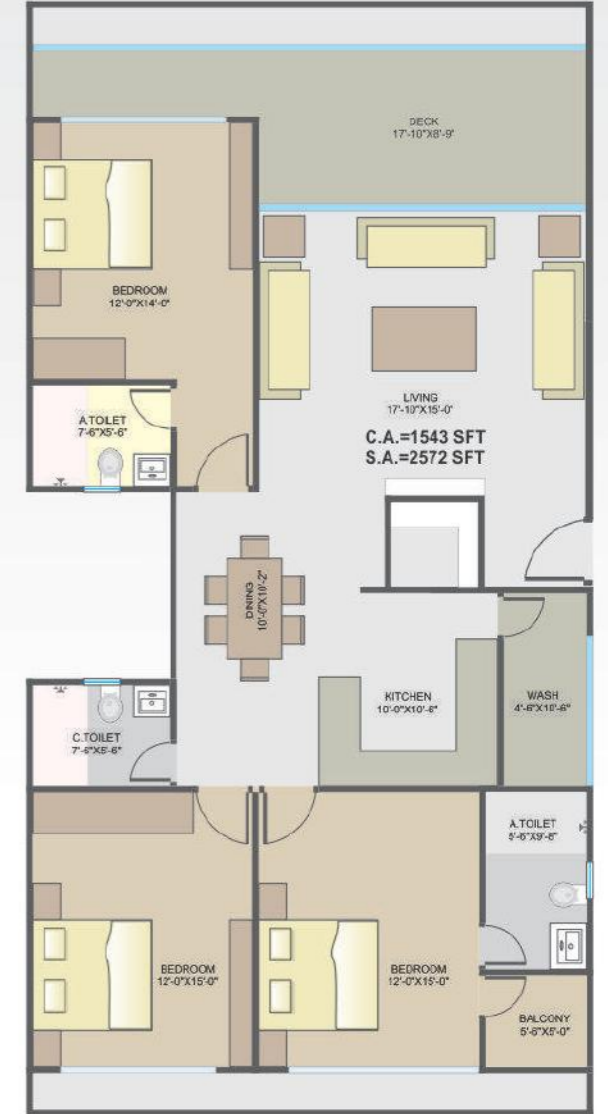 DECK
17'-10"X8'-9"
BEDROOM
12'-0"X14'-0"
LIVING
17'-10"X15'-0"
C.A.=1543 SFT
S.A.=2572 SFT
A.TOILET
7'-6"X5'-6"
DINING
10'-0"X10'-2"
KITCHEN
10'-0"X10'-6"
WASH
4'-6"X10'-6"
C.TOILET
7'-6"X5'-6"
A.TOILET
5'-6"X9'-6"
BEDROOM
12'-0"X15'-0"
BEDROOM
12'-0"X15'-0"
BALCONY
5'-6"X5'-0"